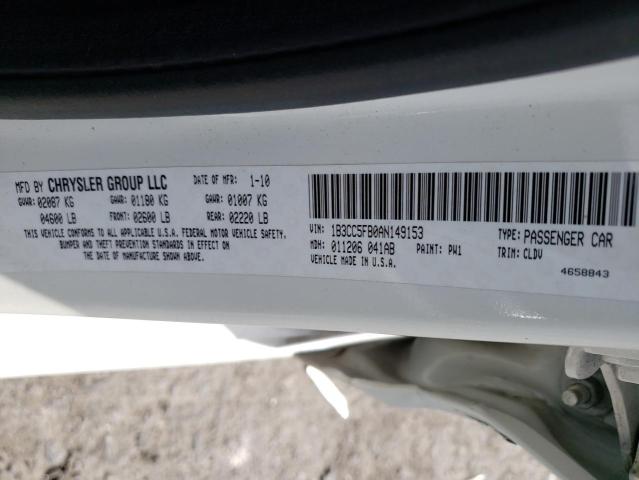 MFD BY CHRYSLER GROUP LLC DATE OF MFR: 1-10
GVWR: 02087 KG GAWR: 01180 KG GAWR: 01007 KG
04600 LB FRONT: 02600 LB REAR: 02220 LB
THIS VEHICLE CONFORMS TO ALL APPLICABLE U.S.A. FEDERAL MOTOR VEHICLE SAFETY,
BUMPER AND THEFT PREVENTION STANDARDS IN EFFECT ON
THE DATE OF MANUFACTURE SHOWN ABOVE.
VIN: 1B3CC5FB0AN149153 TYPE: PASSENGER CAR
MDH: 011206 041AB PAINT: PW1 TRIM: CLDV
VEHICLE MADE IN U.S.A. 4658843